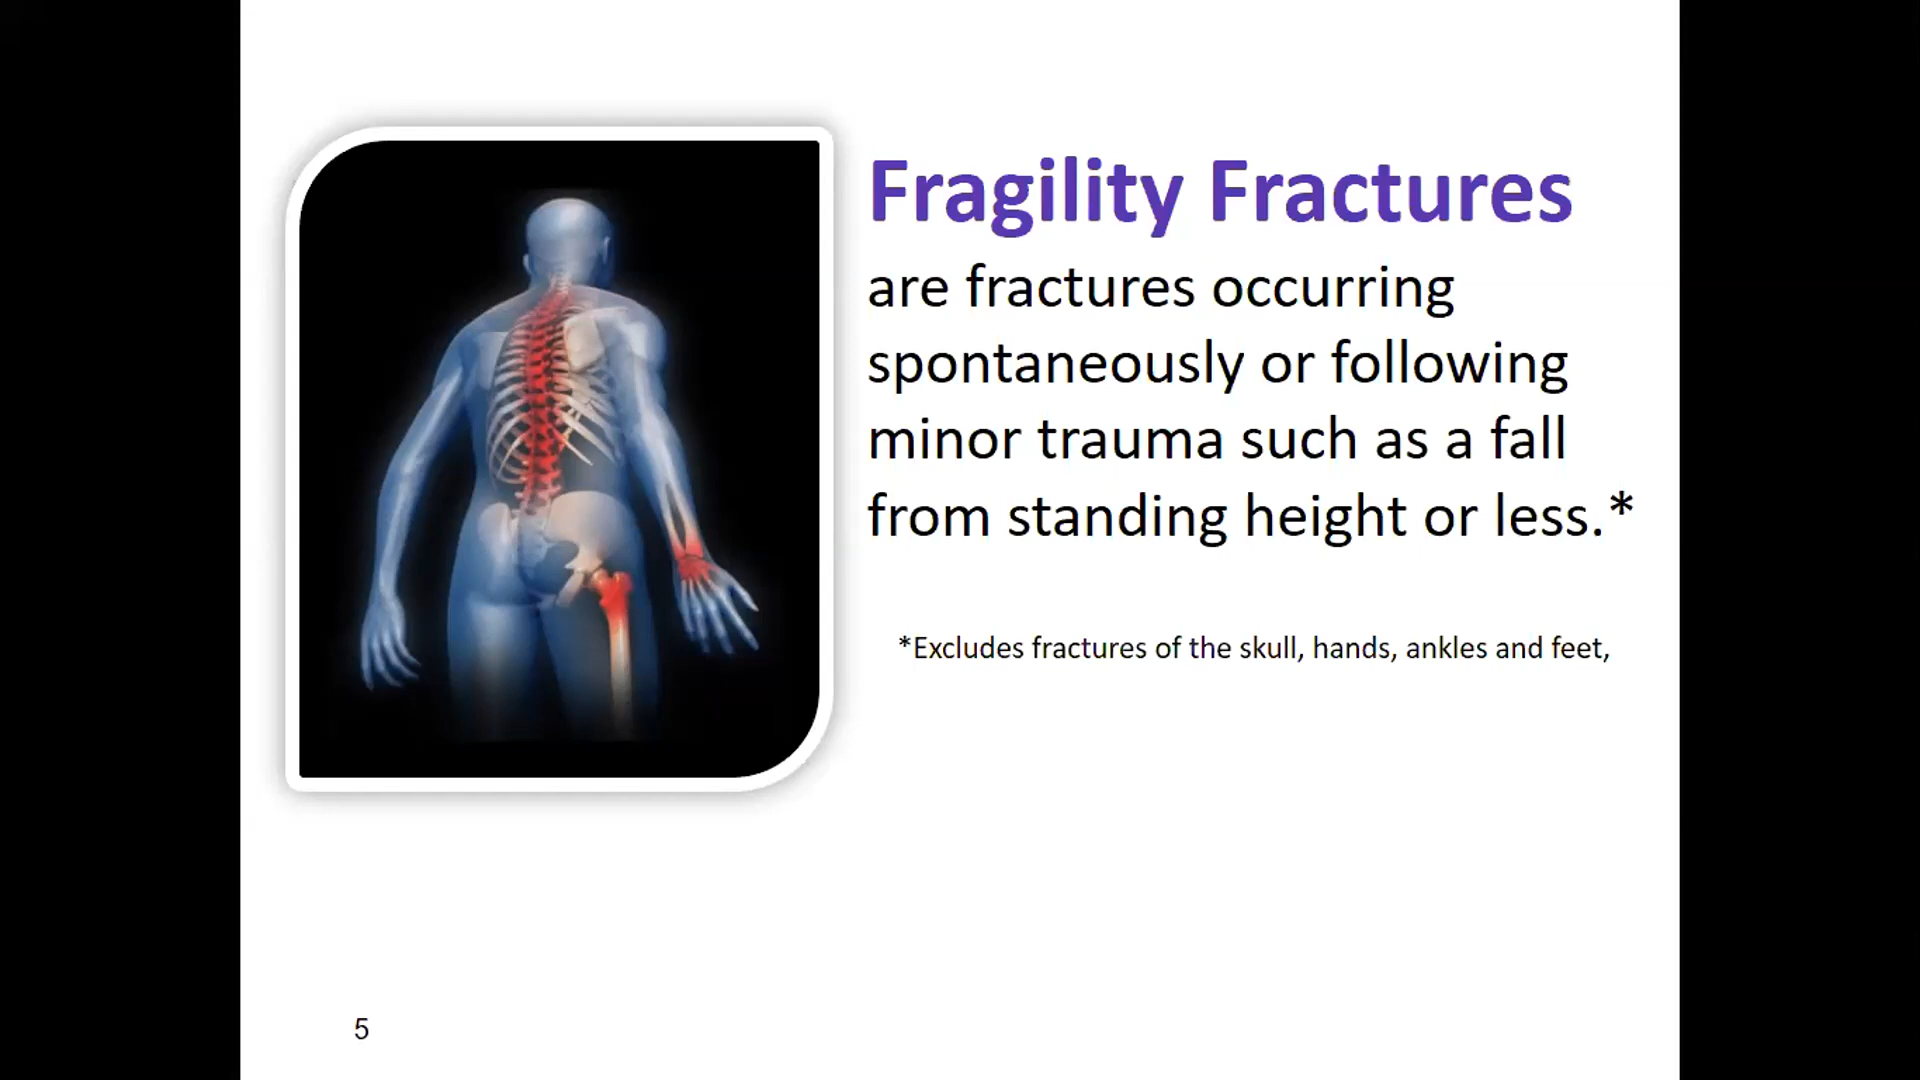 Fragility Fractures
are fractures occurring
spontaneously or following
minor trauma such as a fall
from standing height or less.*
*Excludes fractures of the skull, hands, ankles and feet,
5